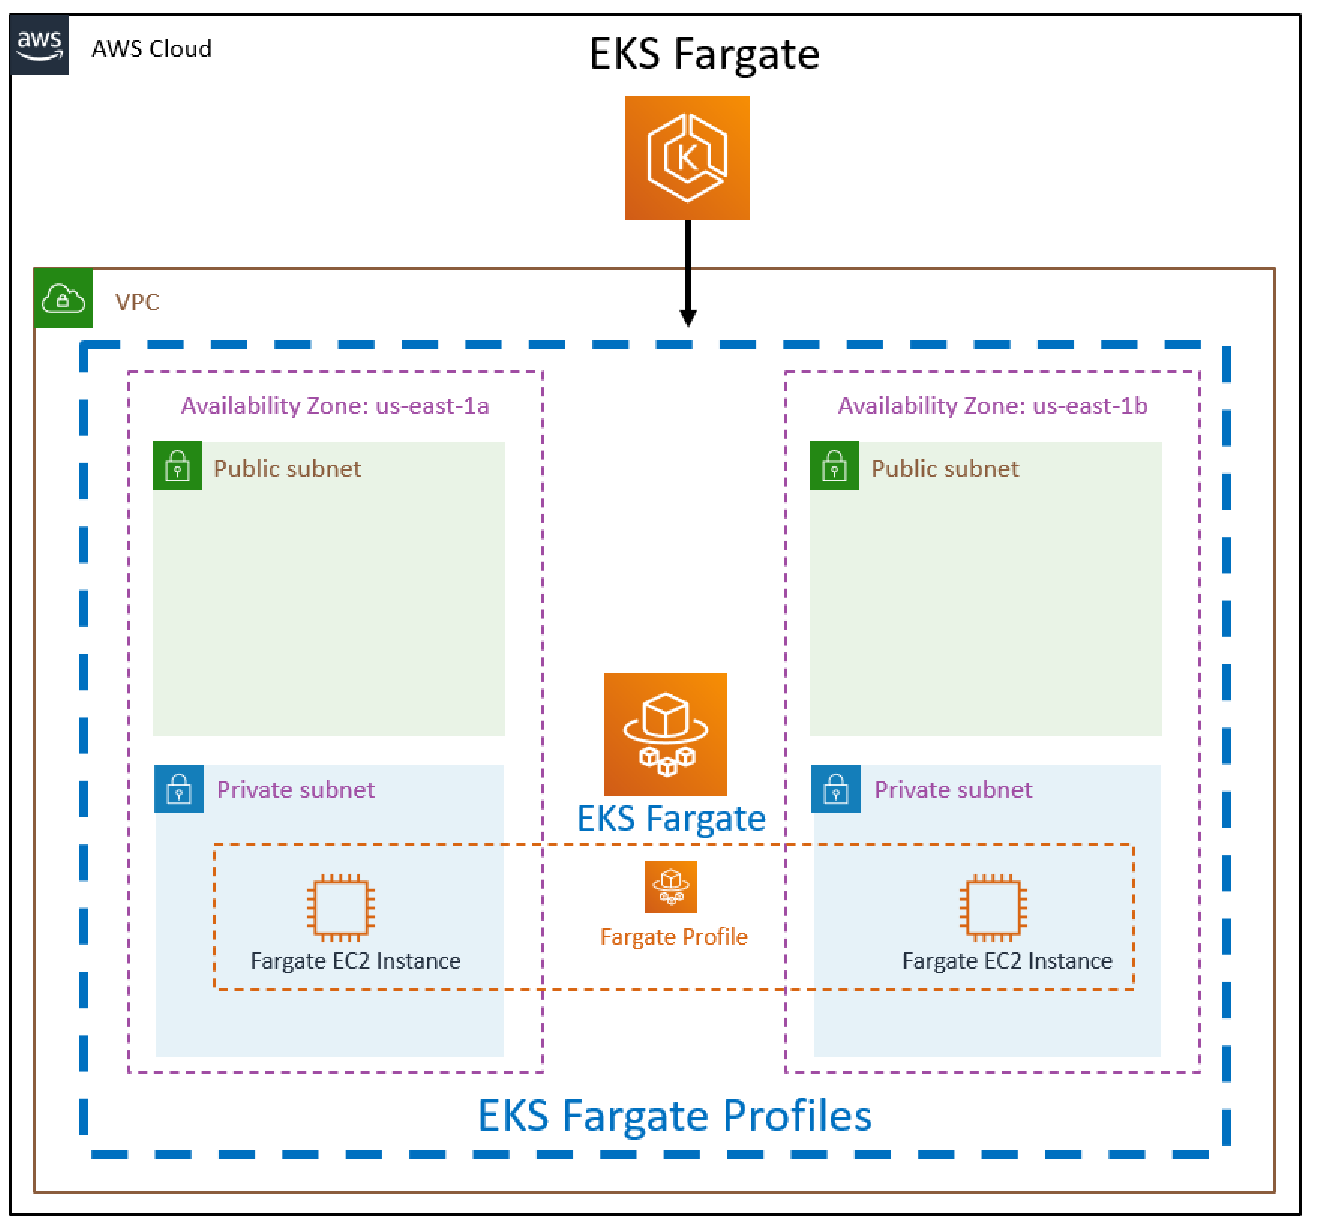 aws
AWS Cloud
EKS Fargate
K
VPC
Availability Zone: us-east-1a
Availability Zone: us-east-1b
Public subnet
Public subnet
Private subnet
Private subnet
EKS Fargate
Fargate Profile
Fargate EC2 Instance
Fargate EC2 Instance
EKS Fargate Profiles